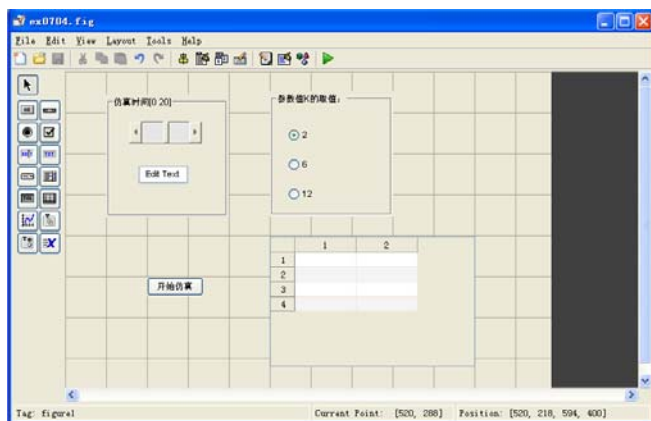 ex0704.fig
File Edit View Layout Tools Help
仿真时间[0 20]
参数值K的取值：
2
Edit Text
6
12
1 2
1
2
3
4
开始仿真
Tag: figure1 Current Point: [520, 288] Position: [520, 218, 594, 400]